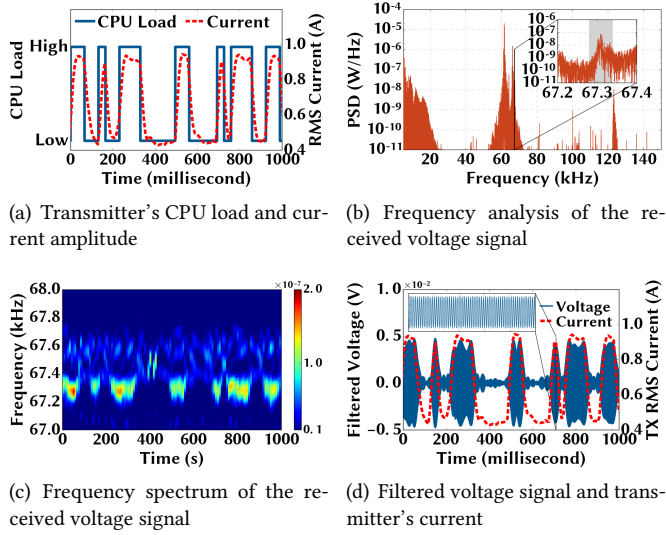 High
Low
CPU Load
0 200 400 600 800 1000
Time (millisecond)
1.0
0.8
0.6
0.4
RMS Current (A)
CPU Load Current
(a) Transmitter's CPU load and cur-
rent amplitude
10⁻⁴
10⁻⁵
10⁻⁶
10⁻⁷
10⁻⁸
10⁻⁹
10⁻¹⁰
10⁻¹¹
PSD (W/Hz)
20 60 100 140
Frequency (kHz)
10⁻⁶
10⁻⁷
10⁻⁸
10⁻⁹
10⁻¹⁰
10⁻¹¹
67.2 67.3 67.4
(b) Frequency analysis of the re-
ceived voltage signal
68.0
67.8
67.6
67.4
67.2
67.0
Frequency (kHz)
0 200 400 600 800 1000
Time (s)
×10⁻⁷
2.0
1.0
0.1
(c) Frequency spectrum of the re-
ceived voltage signal
1.0
0.5
0.0
−0.5
Filtered Voltage (V)
×10⁻²
Voltage
Current
0 200 400 600 800 1000
Time (millisecond)
1.0
0.8
0.6
0.4
TX RMS Current (A)
(d) Filtered voltage signal and trans-
mitter's current